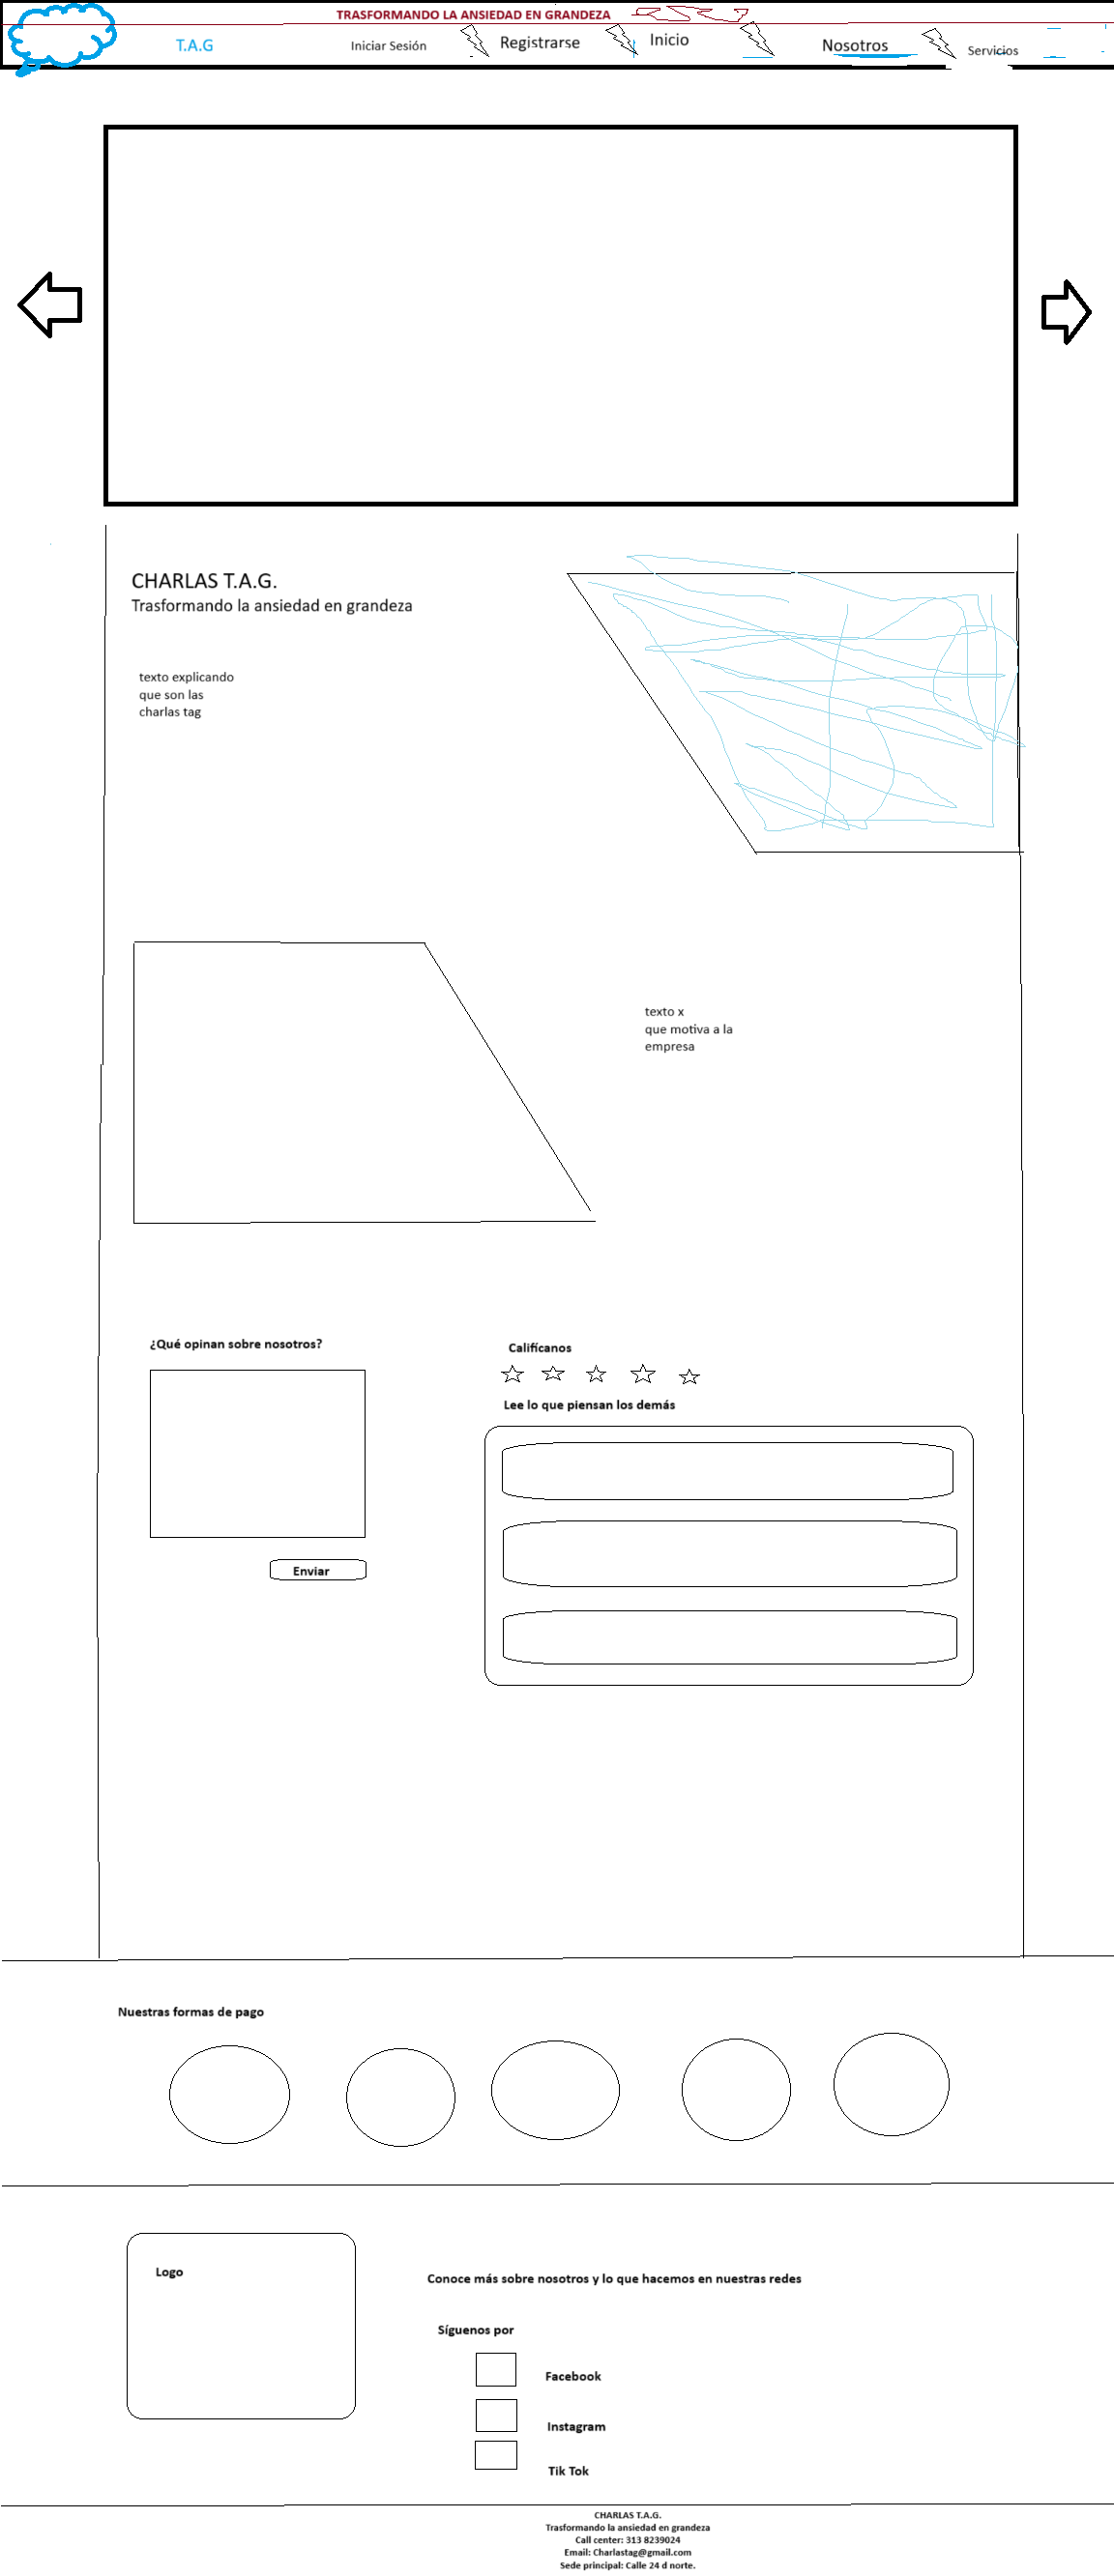 TRASFORMANDO LA ANSIEDAD EN GRANDEZA
T.A.G
Iniciar Sesión
Registrarse
Inicio
Nosotros
Servicios
CHARLAS T.A.G.
Trasformando la ansiedad en grandeza
texto explicando
que son las
charlas tag
texto x
que motiva a la
empresa
¿Qué opinan sobre nosotros?
Enviar
Califícanos
Lee lo que piensan los demás
Nuestras formas de pago
Logo
Conoce más sobre nosotros y lo que hacemos en nuestras redes
Síguenos por
Facebook
Instagram
Tik Tok
CHARLAS T.A.G.
Trasformando la ansiedad en grandeza
Call center: 313 8239024
Email: Charlastag@gmail.com
Sede principal: Calle 24 d norte.